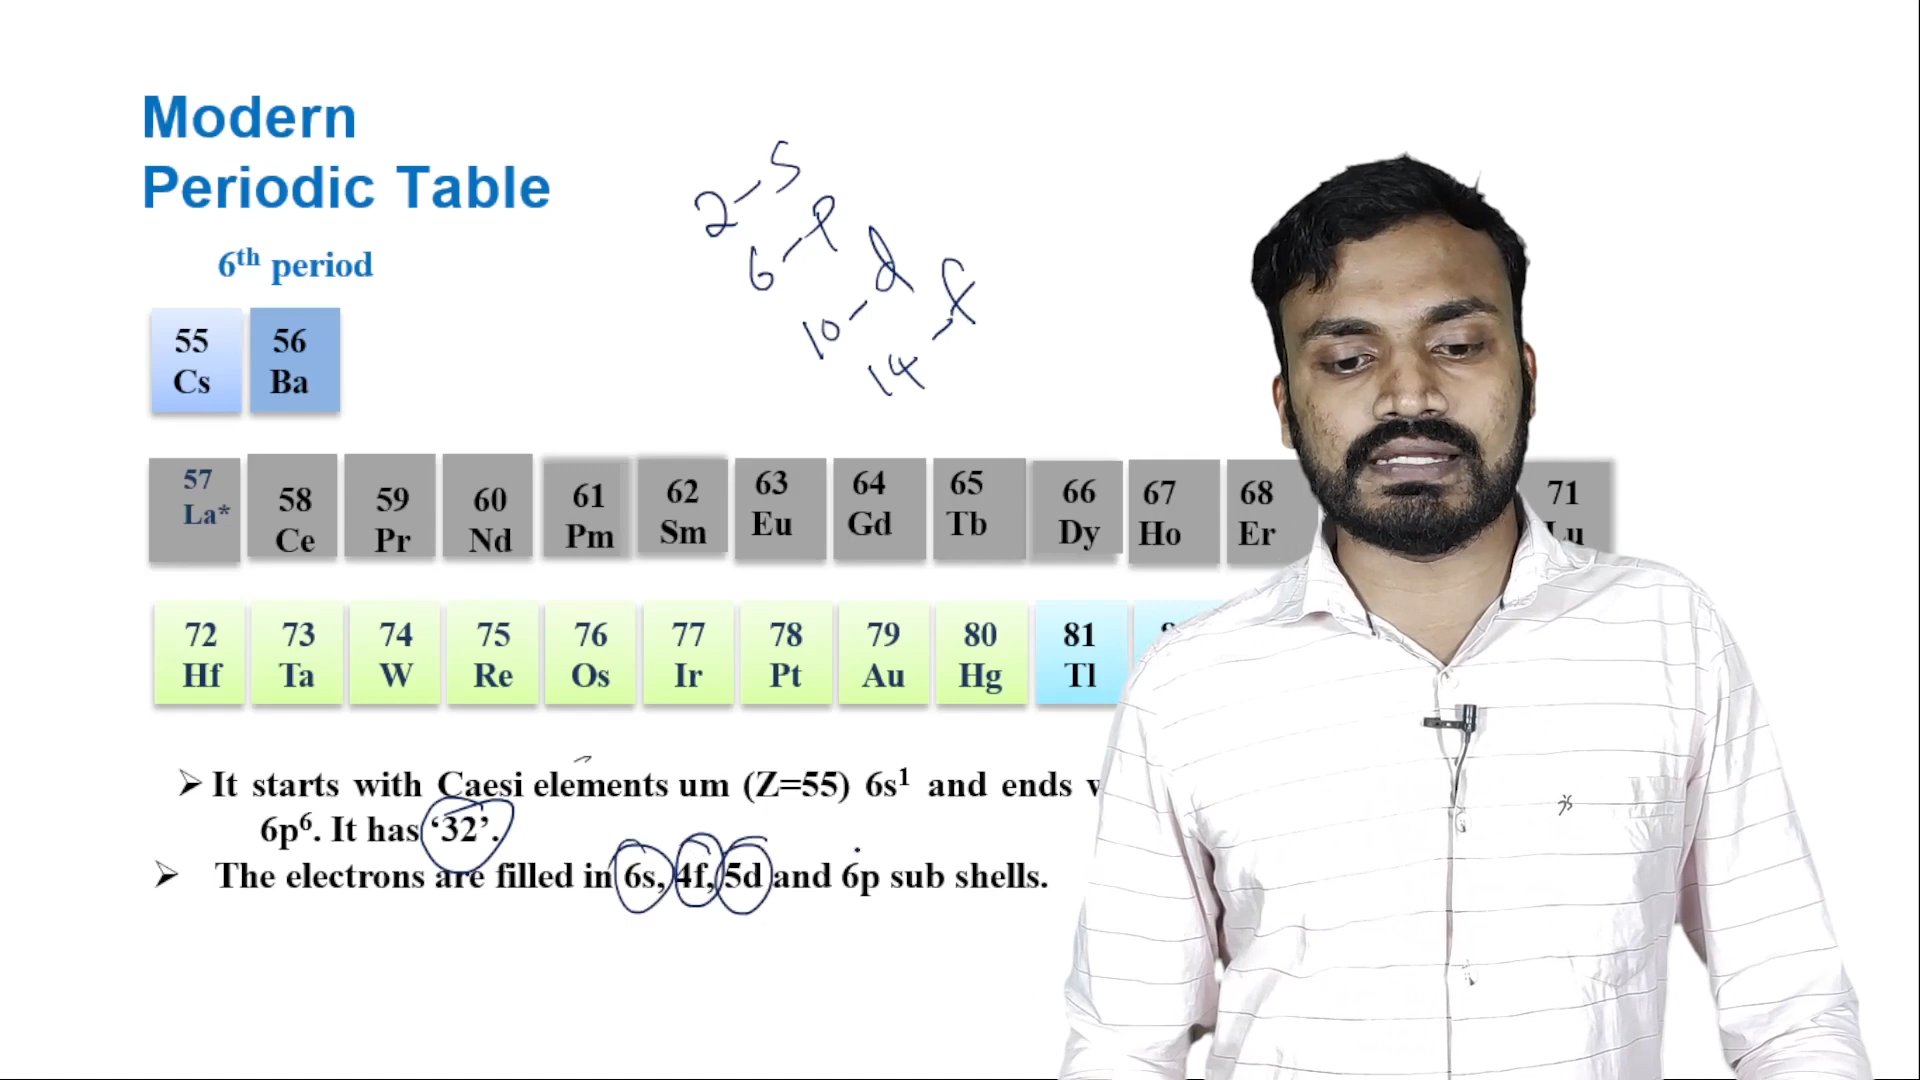 Modern
Periodic Table
6th period
2 - s
6 - p
10 - d
14 - f
55 56
Cs Ba
57 58 59 60 61 62 63 64 65 66 67 68 71
La* Ce Pr Nd Pm Sm Eu Gd Tb Dy Ho Er Lu
72 73 74 75 76 77 78 79 80 81
Hf Ta W Re Os Ir Pt Au Hg Tl
➢ It starts with Caesi elements um (Z=55) 6s¹ and ends
6p⁶. It has ‘32’.
➢ The electrons are filled in 6s, 4f, 5d and 6p sub shells.